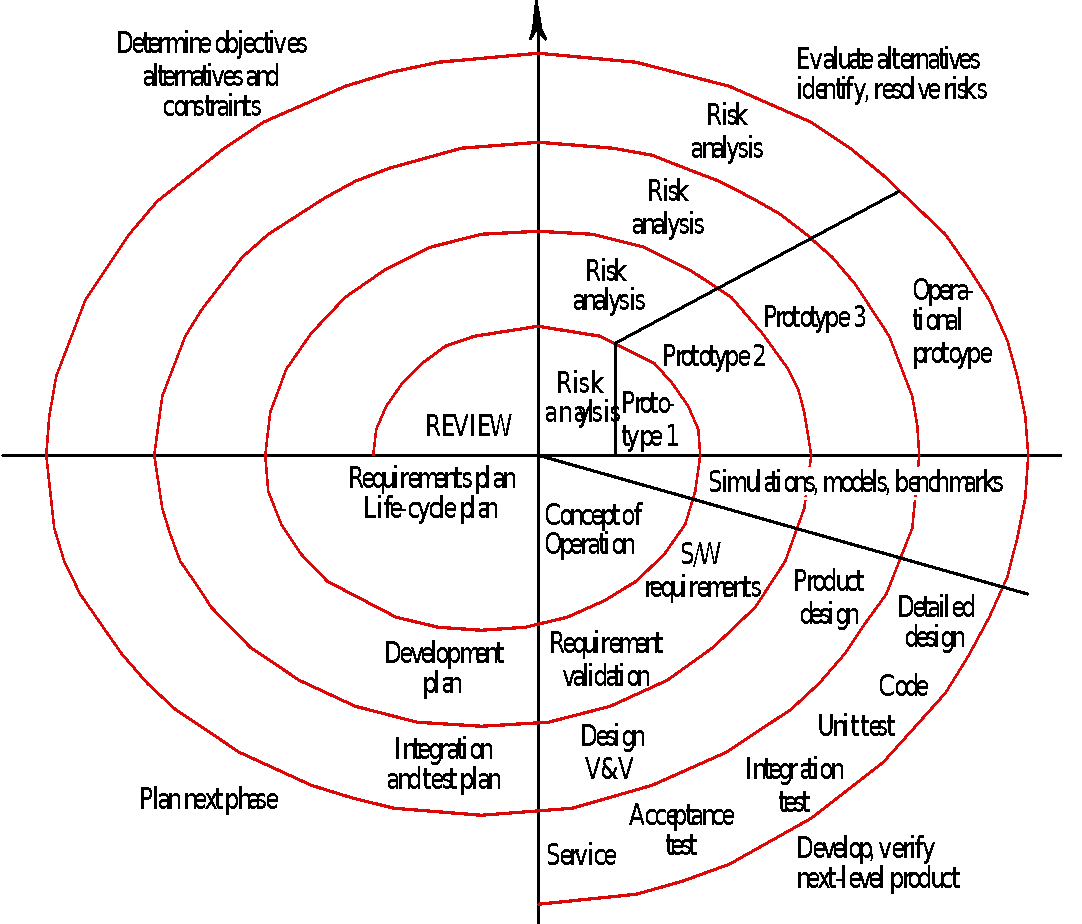 Determine objectives
alternatives and
constraints
Evaluate alternatives
identify, resolve risks
Risk
analysis
Risk
analysis
Risk
analysis
Risk
analysis
Proto-
type 1
Prototype 2
Prototype 3
Opera-
tional
protoype
REVIEW
Requirements plan
Life-cycle plan
Simulations, models, benchmarks
Concept of
Operation
S/W
requirements
Product
design
Detailed
design
Development
plan
Requirement
validation
Code
Unit test
Integration
and test plan
Design
V&V
Integration
test
Plan next phase
Acceptance
test
Service
Develop, verify
next-level product